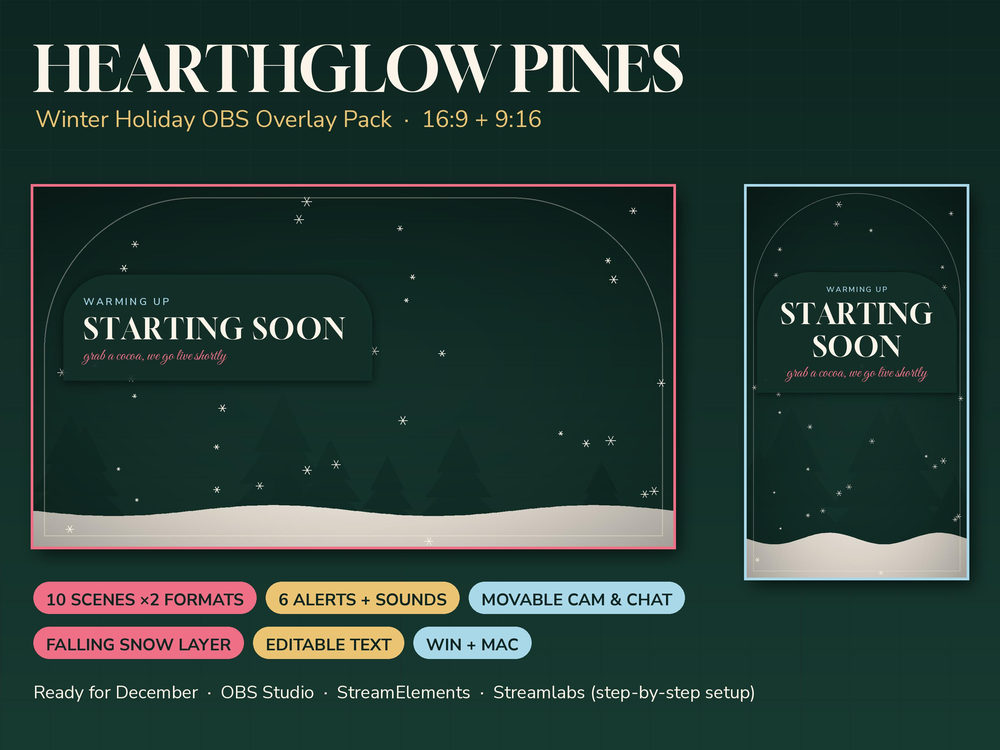 HEARTHGLOW PINES
Winter Holiday OBS Overlay Pack · 16:9 + 9:16
WARMING UP
STARTING SOON
grab a cocoa, we go live shortly
WARMING UP
STARTING
SOON
grab a cocoa, we go live shortly
10 SCENES ×2 FORMATS
6 ALERTS + SOUNDS
MOVABLE CAM & CHAT
FALLING SNOW LAYER
EDITABLE TEXT
WIN + MAC
Ready for December · OBS Studio · StreamElements · Streamlabs (step-by-step setup)